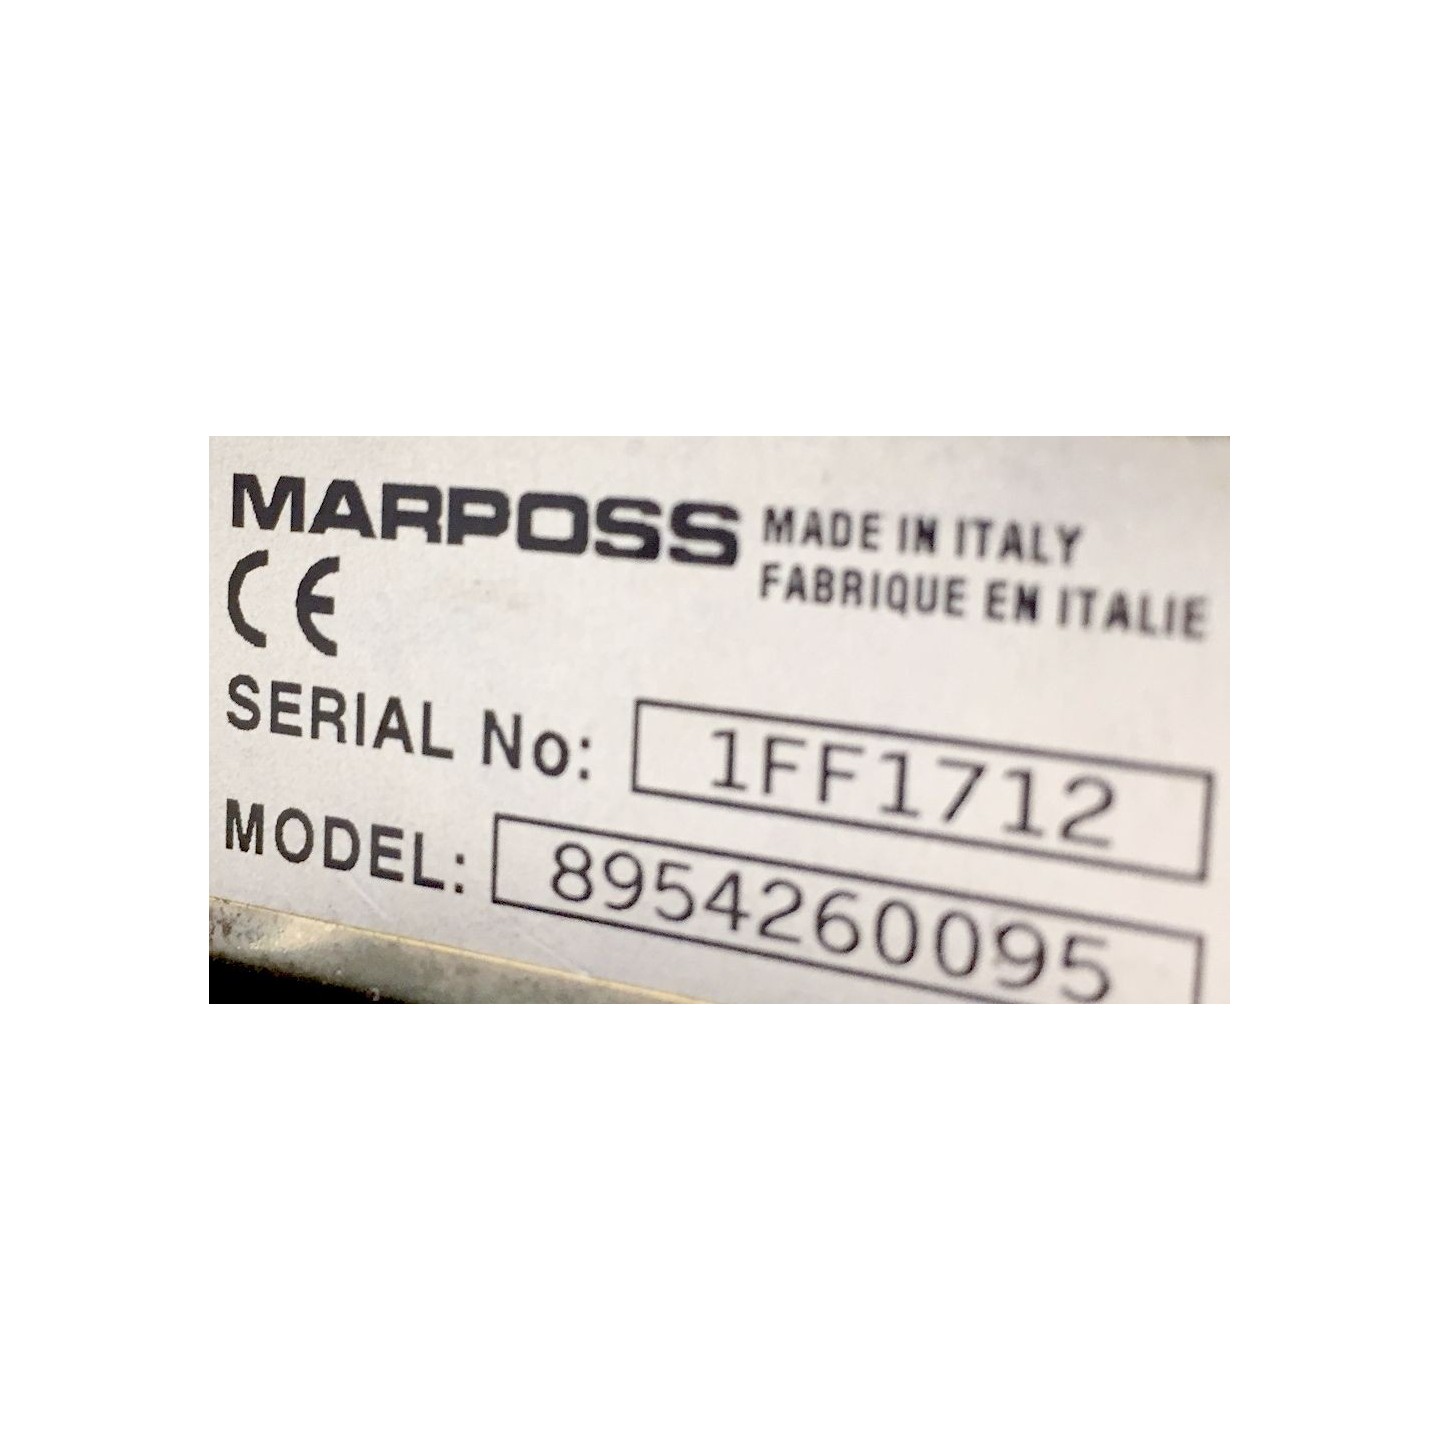 MARPOSS MADE IN ITALY
FABRIQUE EN ITALIE
CE
SERIAL No: 1FF1712
MODEL: 8954260095